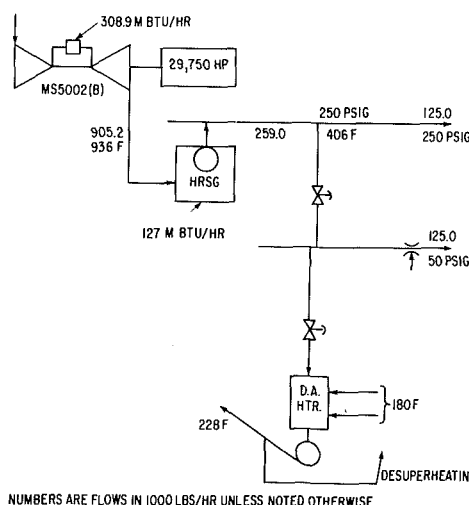 308.9 M BTU/HR
29,750 HP
MS5002(B)
905.2
936 F
250 PSIG
125.0
259.0
406 F
250 PSIG
HRSG
127 M BTU/HR
125.0
50 PSIG
D.A.
HTR.
180 F
228 F
DESUPERHEATIN
NUMBERS ARE FLOWS IN 1000 LBS/HR UNLESS NOTED OTHERWISE